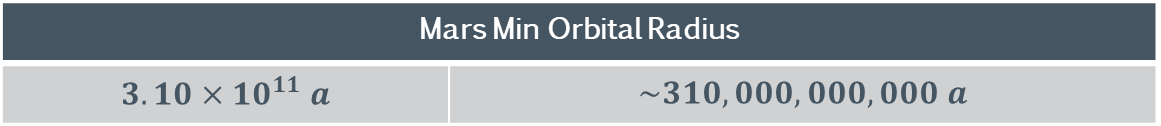 Mars Min Orbital Radius
3.10 × 10¹¹ a
~310,000,000,000 a